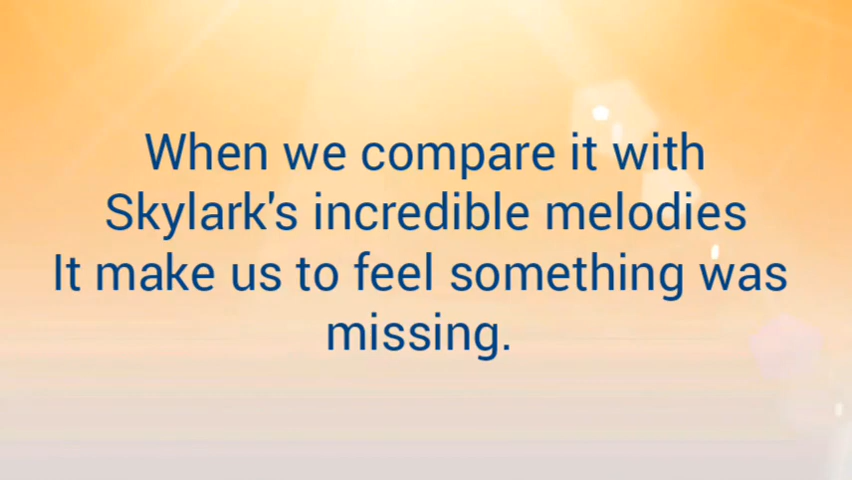 When we compare it with
Skylark's incredible melodies
It make us to feel something was
missing.